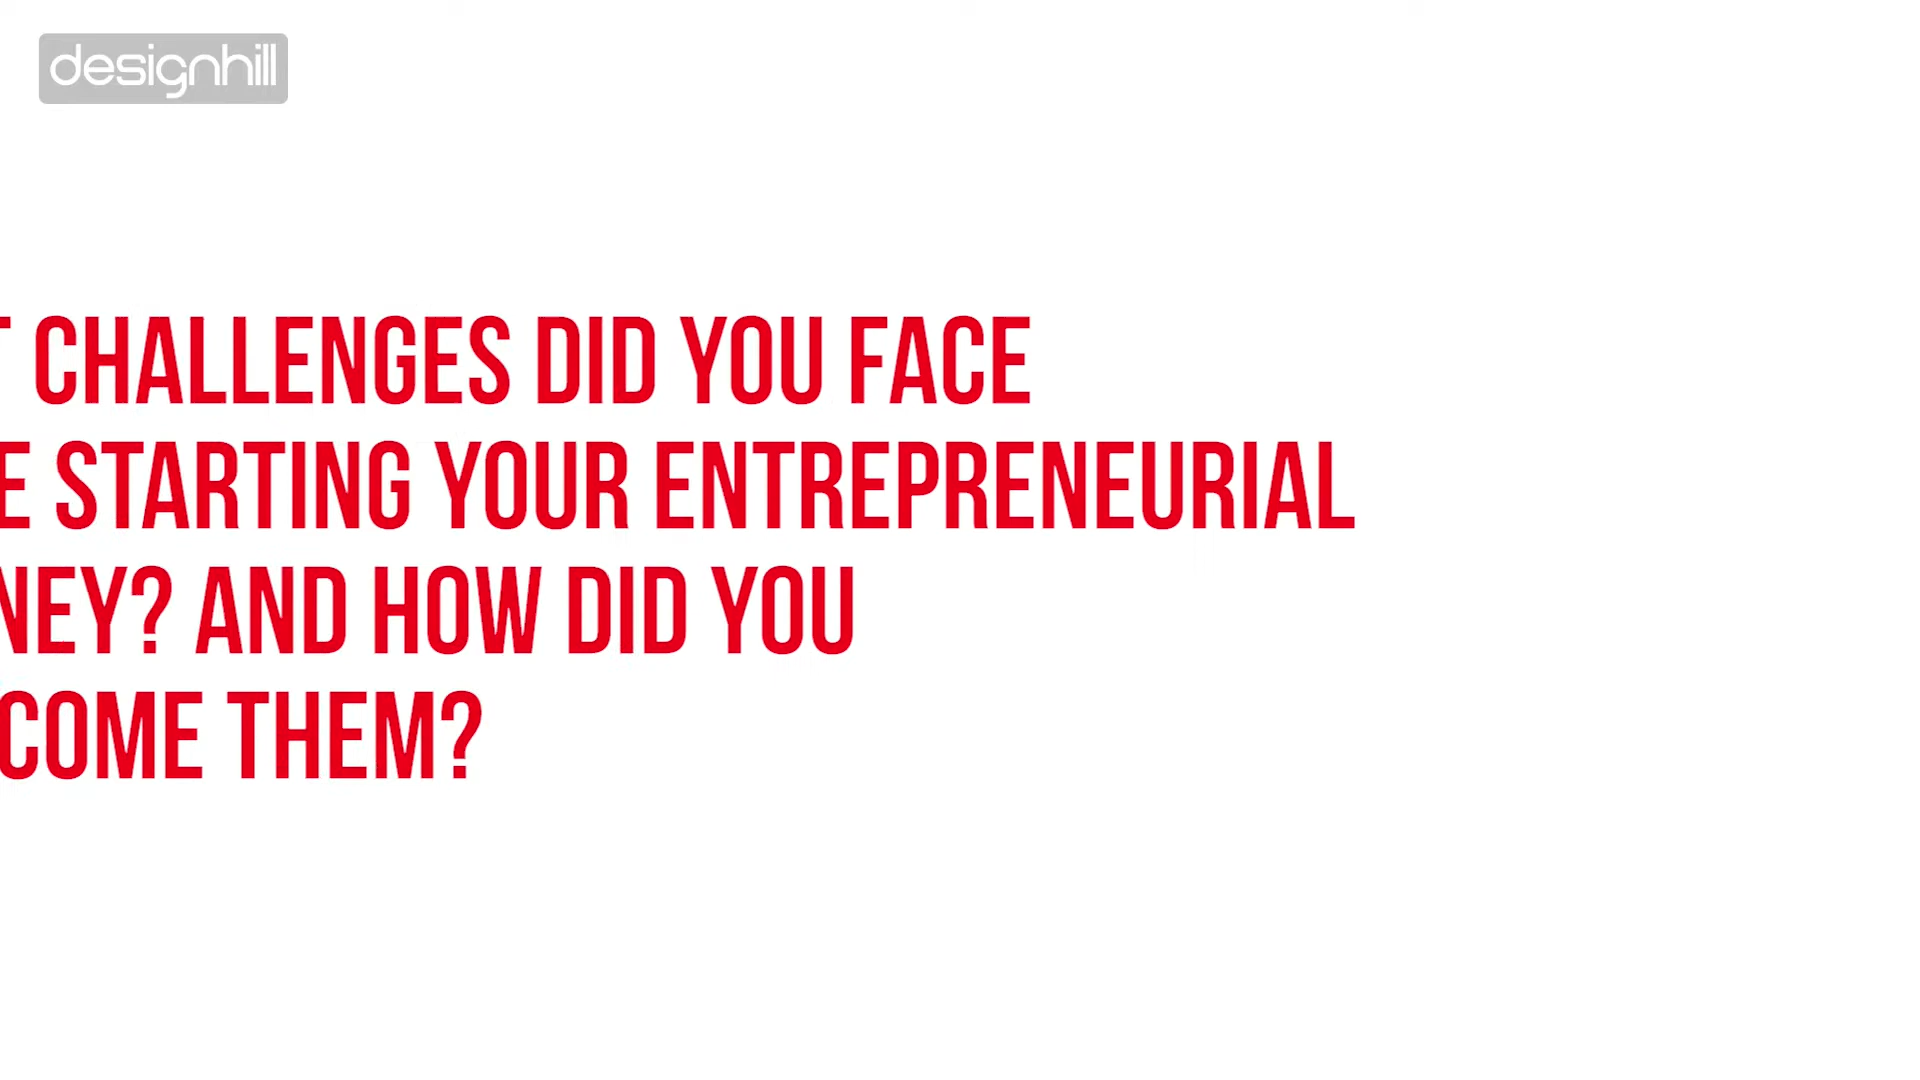 designhill
T CHALLENGES DID YOU FACE
E STARTING YOUR ENTREPRENEURIAL
NEY? AND HOW DID YOU
COME THEM?